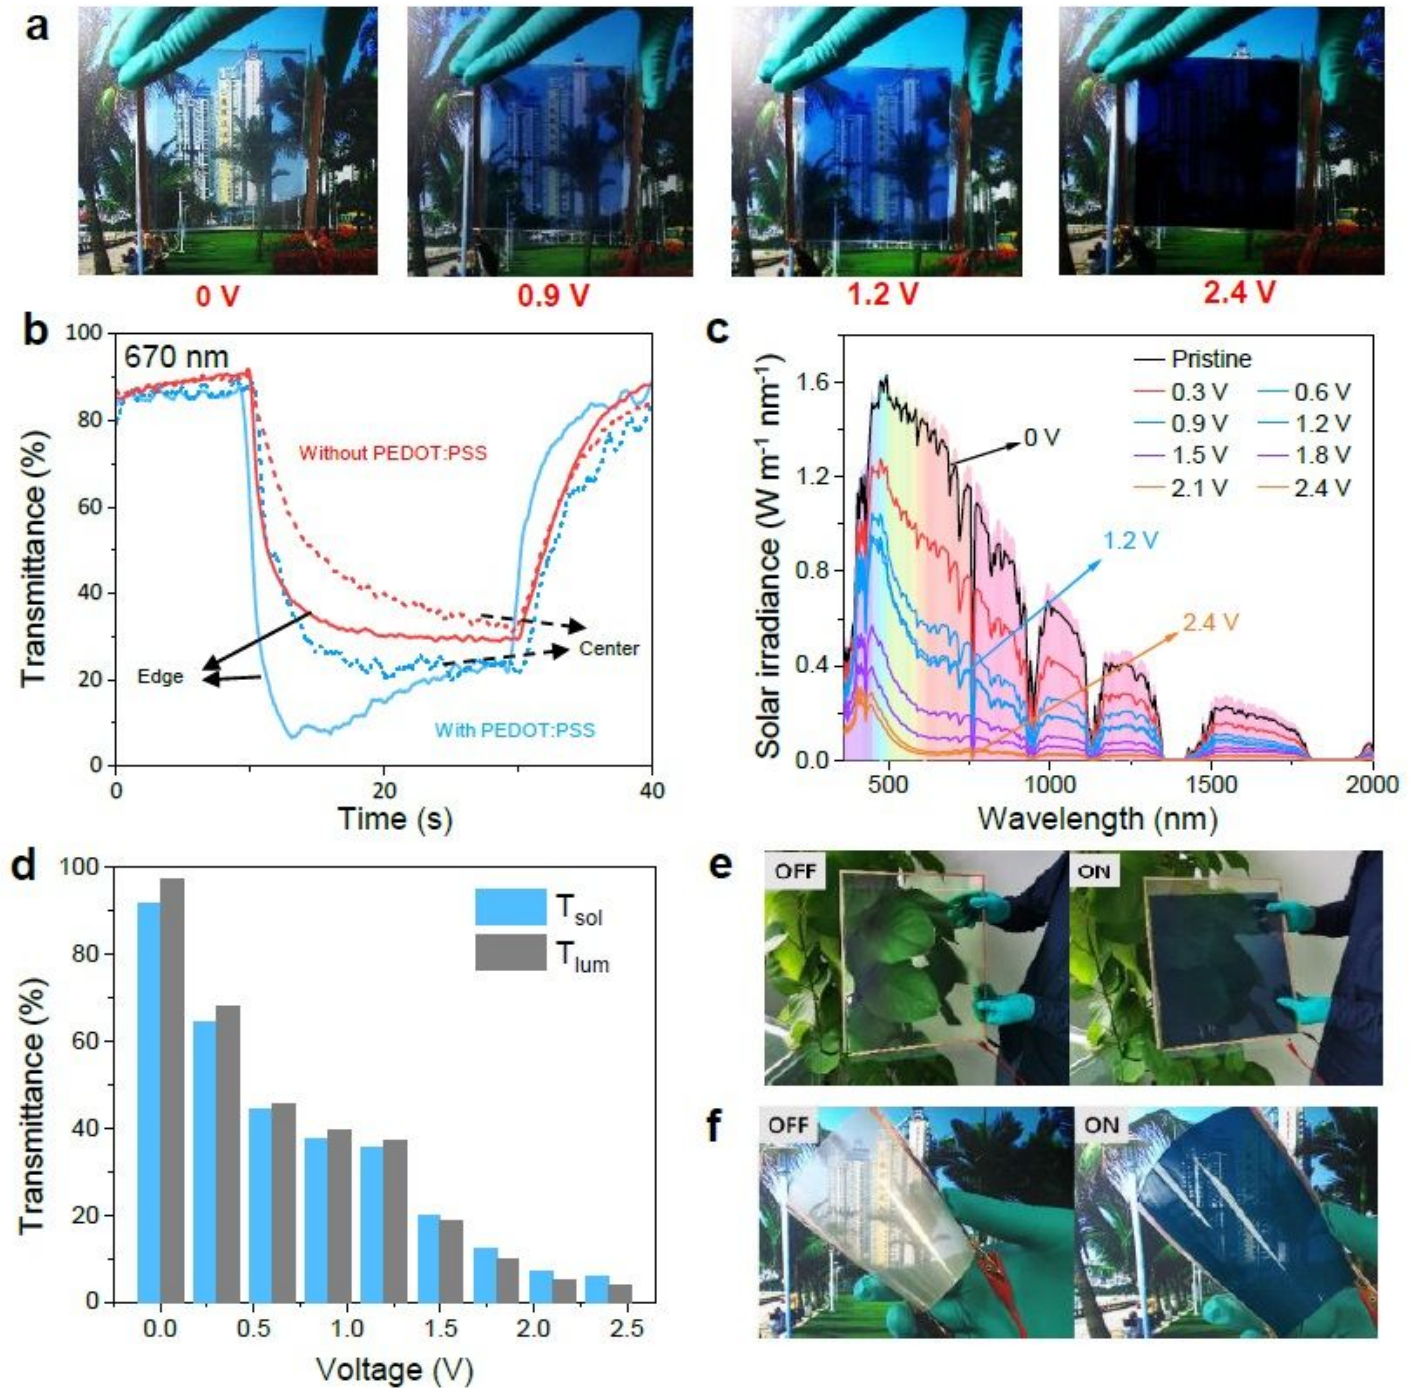 a
0 V
0.9 V
1.2 V
2.4 V
b
670 nm
Without PEDOT:PSS
Edge
Center
With PEDOT:PSS
Transmittance (%)
100
80
60
40
20
0
0
20
40
Time (s)
c
Pristine
0.3 V
0.6 V
0.9 V
1.2 V
1.5 V
1.8 V
2.1 V
2.4 V
0 V
1.2 V
2.4 V
Solar irradiance (W m⁻¹ nm⁻¹)
1.6
1.2
0.8
0.4
0.0
500
1000
1500
2000
Wavelength (nm)
d
Tsol
Tlum
Transmittance (%)
100
80
60
40
20
0
0.0
0.5
1.0
1.5
2.0
2.5
Voltage (V)
e
OFF
ON
f
OFF
ON